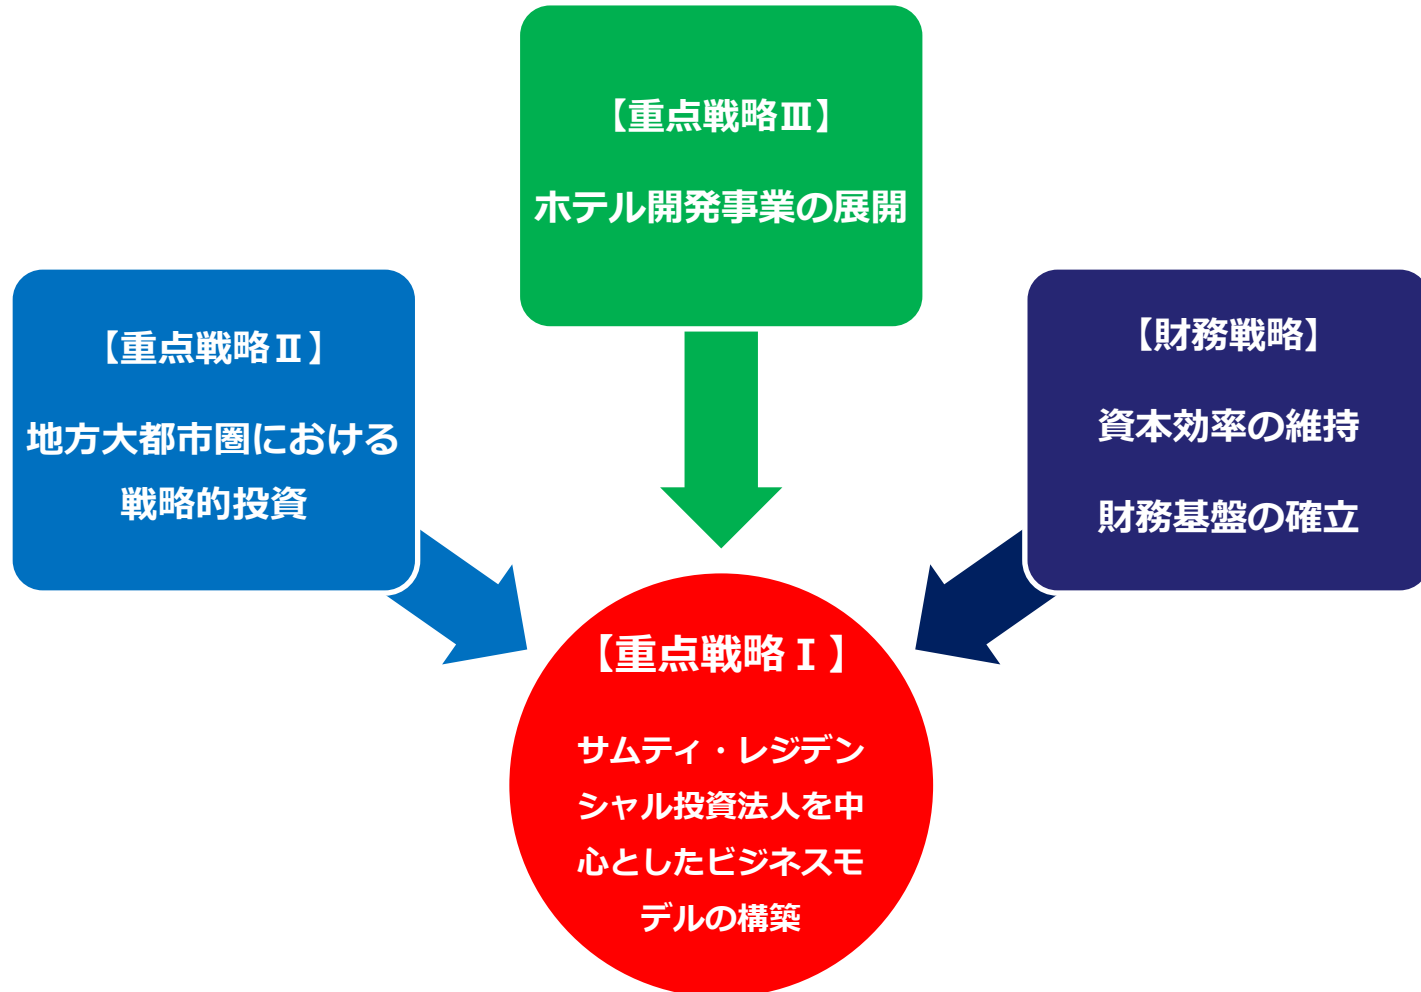 【重点戦略Ⅲ】
ホテル開発事業の展開
【重点戦略Ⅱ】
地方大都市圏における
戦略的投資
【財務戦略】
資本効率の維持
財務基盤の確立
【重点戦略Ⅰ】
サムティ・レジデン
シャル投資法人を中
心としたビジネスモ
デルの構築